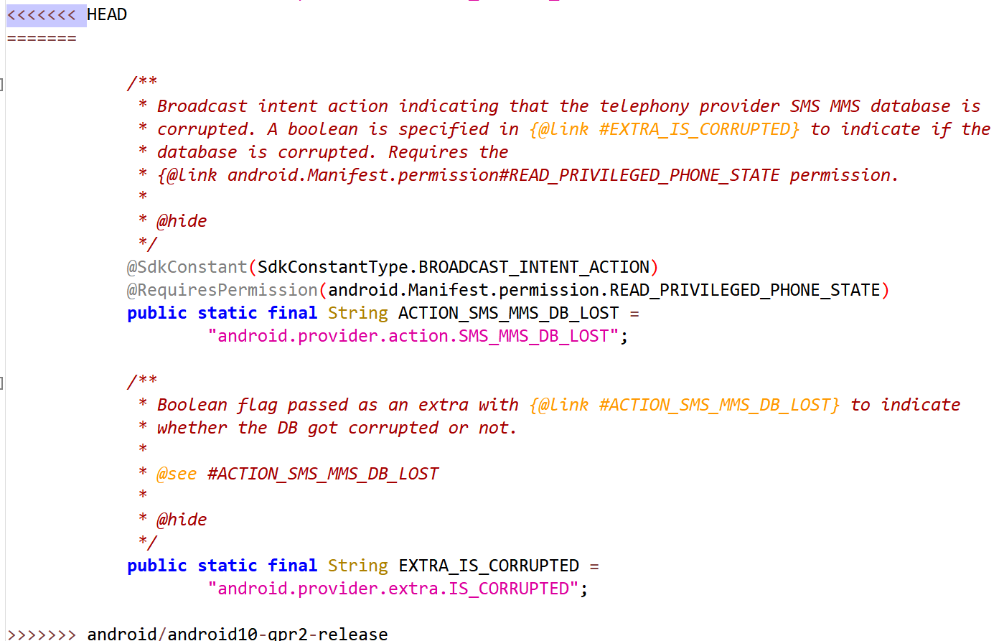 <<<<<<< HEAD
=======
/**
* Broadcast intent action indicating that the telephony provider SMS MMS database is
* corrupted. A boolean is specified in {@link #EXTRA_IS_CORRUPTED} to indicate if the
* database is corrupted. Requires the
* {@link android.Manifest.permission#READ_PRIVILEGED_PHONE_STATE permission.
*
* @hide
*/
@SdkConstant(SdkConstantType.BROADCAST_INTENT_ACTION)
@RequiresPermission(android.Manifest.permission.READ_PRIVILEGED_PHONE_STATE)
public static final String ACTION_SMS_MMS_DB_LOST =
"android.provider.action.SMS_MMS_DB_LOST";
/**
* Boolean flag passed as an extra with {@link #ACTION_SMS_MMS_DB_LOST} to indicate
* whether the DB got corrupted or not.
*
* @see #ACTION_SMS_MMS_DB_LOST
*
* @hide
*/
public static final String EXTRA_IS_CORRUPTED =
"android.provider.extra.IS_CORRUPTED";
>>>>>>> android/android10-qpr2-release